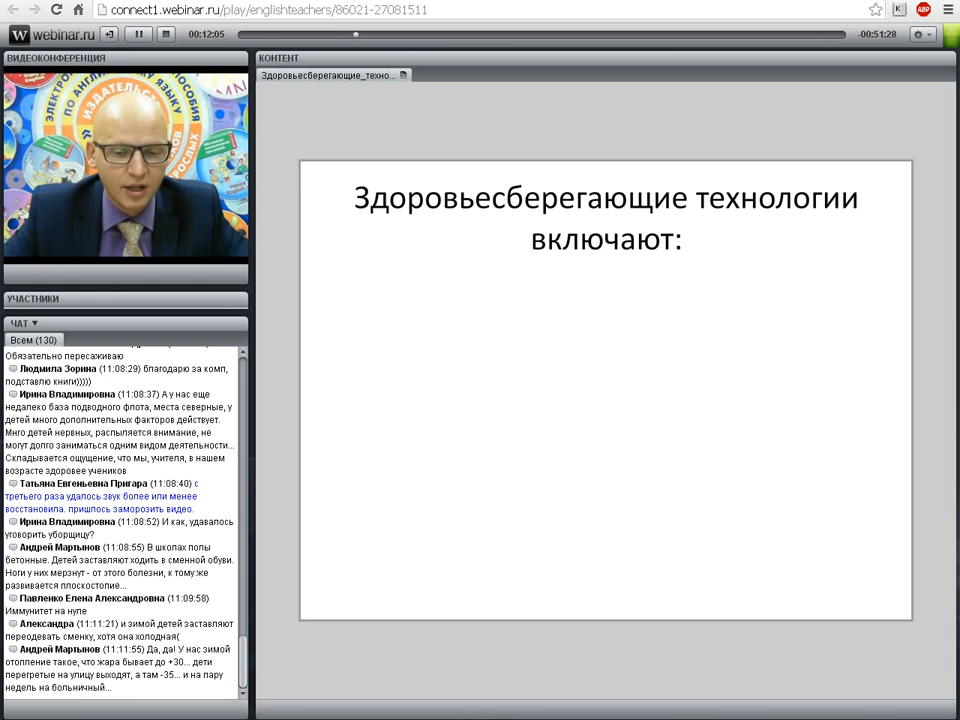 connect1.webinar.ru/play/englishteachers/86021-27081511
W webinar.ru
00:12:05
-00:51:28
ВИДЕОКОНФЕРЕНЦИЯ
КОНТЕНТ
Здоровьесберегающие_техно...
Здоровьесберегающие технологии
включают:
УЧАСТНИКИ
ЧАТ
Всем (130)
Обязательно пересаживаю
Людмила Зорина (11:08:29) благодарю за комп,
подставлю книги)))))
Ирина Владимировна (11:08:37) А у нас еще
недалеко база подводного флота, места северные, у
детей много дополнительных факторов действует.
Мнго детей нервных, распыляется внимание, не
могут долго заниматься одним видом деятельности...
Складывается ощущение, что мы, учителя, в нашем
возрасте здоровее учеников
Татьяна Евгеньевна Пригара (11:08:40) с
третьего раза удалось звук более или менее
восстановила. пришлось заморозить видео.
Ирина Владимировна (11:08:52) И как, удавалось
уговорить уборщицу?
Андрей Мартынов (11:08:55) В школах полы
бетонные. Детей заставляют ходить в сменной обуви.
Ноги у них мерзнут - от этого болезни, к тому же
развивается плоскостопие...
Павленко Елена Александровна (11:09:58)
Иммунитет на нуле
Александра (11:11:21) и зимой детей заставляют
переодевать сменку, хотя она холодная(
Андрей Мартынов (11:11:55) Да, да! У нас зимой
отопление такое, что жара бывает до +30... дети
перегретые на улицу выходят, а там -35... и на пару
недель на больничный...